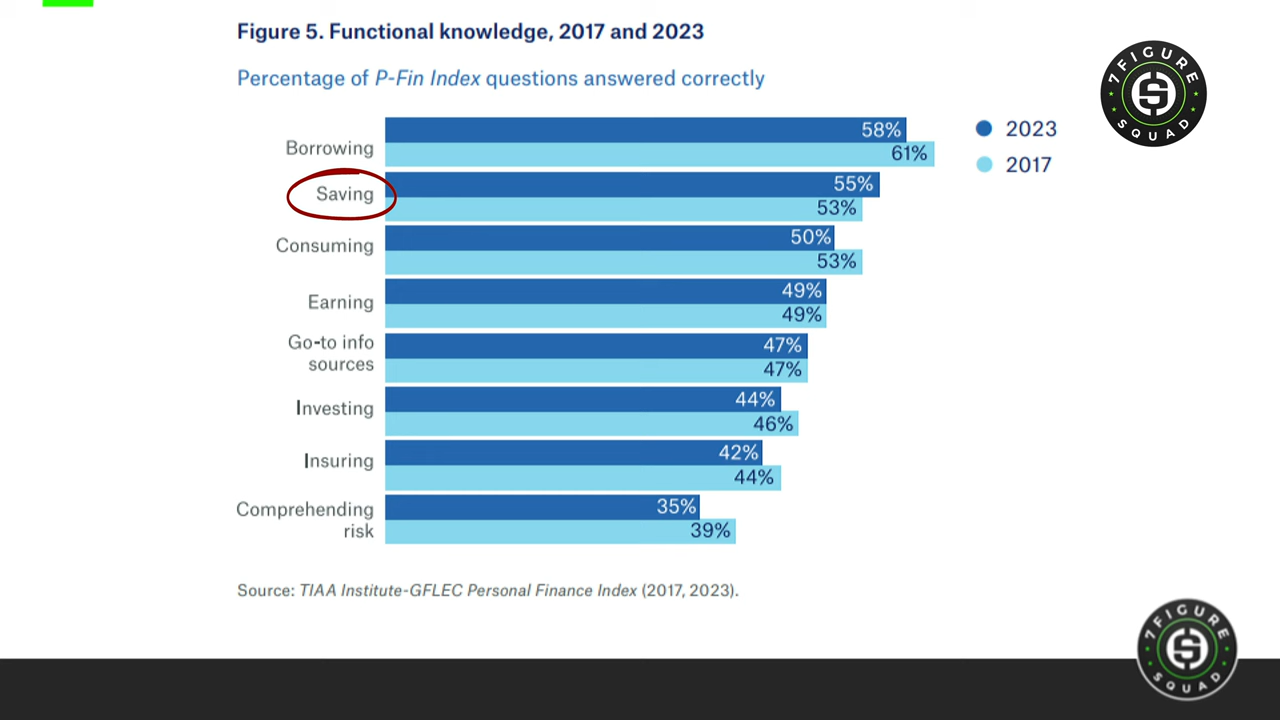 Figure 5. Functional knowledge, 2017 and 2023
Percentage of P-Fin Index questions answered correctly
7FIGURE
SQUAD
2023
2017
Borrowing
58%
61%
Saving
55%
53%
Consuming
50%
53%
Earning
49%
49%
Go-to info
sources
47%
47%
Investing
44%
46%
Insuring
42%
44%
Comprehending
risk
35%
39%
Source: TIAA Institute-GFLEC Personal Finance Index (2017, 2023).
7FIGURE
SQUAD